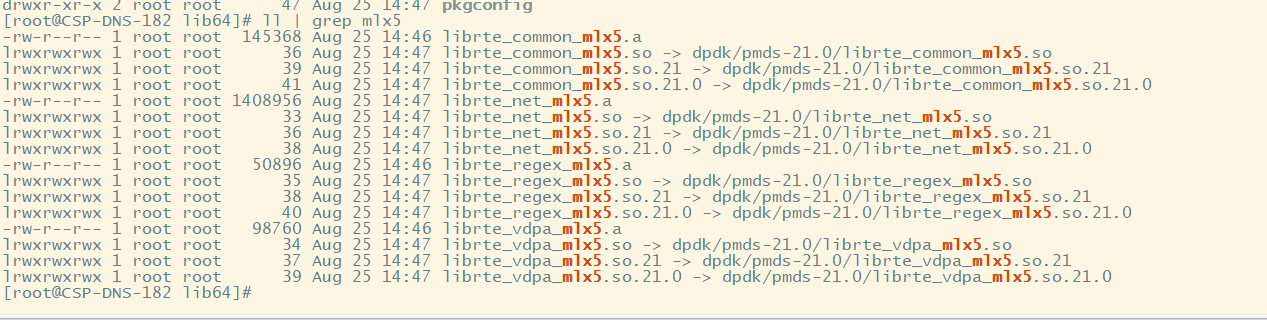 drwxr-xr-x 2 root root      47 Aug 25 14:47 pkgconfig
[root@CSP-DNS-182 lib64]# ll | grep mlx5
-rw-r--r-- 1 root root  145368 Aug 25 14:46 librte_common_mlx5.a
lrwxrwxrwx 1 root root      36 Aug 25 14:47 librte_common_mlx5.so -> dpdk/pmds-21.0/librte_common_mlx5.so
lrwxrwxrwx 1 root root      39 Aug 25 14:47 librte_common_mlx5.so.21 -> dpdk/pmds-21.0/librte_common_mlx5.so.21
lrwxrwxrwx 1 root root      41 Aug 25 14:47 librte_common_mlx5.so.21.0 -> dpdk/pmds-21.0/librte_common_mlx5.so.21.0
-rw-r--r-- 1 root root 1408956 Aug 25 14:46 librte_net_mlx5.a
lrwxrwxrwx 1 root root      33 Aug 25 14:47 librte_net_mlx5.so -> dpdk/pmds-21.0/librte_net_mlx5.so
lrwxrwxrwx 1 root root      36 Aug 25 14:47 librte_net_mlx5.so.21 -> dpdk/pmds-21.0/librte_net_mlx5.so.21
lrwxrwxrwx 1 root root      38 Aug 25 14:47 librte_net_mlx5.so.21.0 -> dpdk/pmds-21.0/librte_net_mlx5.so.21.0
-rw-r--r-- 1 root root   50896 Aug 25 14:46 librte_regex_mlx5.a
lrwxrwxrwx 1 root root      35 Aug 25 14:47 librte_regex_mlx5.so -> dpdk/pmds-21.0/librte_regex_mlx5.so
lrwxrwxrwx 1 root root      38 Aug 25 14:47 librte_regex_mlx5.so.21 -> dpdk/pmds-21.0/librte_regex_mlx5.so.21
lrwxrwxrwx 1 root root      40 Aug 25 14:47 librte_regex_mlx5.so.21.0 -> dpdk/pmds-21.0/librte_regex_mlx5.so.21.0
-rw-r--r-- 1 root root   98760 Aug 25 14:46 librte_vdpa_mlx5.a
lrwxrwxrwx 1 root root      34 Aug 25 14:47 librte_vdpa_mlx5.so -> dpdk/pmds-21.0/librte_vdpa_mlx5.so
lrwxrwxrwx 1 root root      37 Aug 25 14:47 librte_vdpa_mlx5.so.21 -> dpdk/pmds-21.0/librte_vdpa_mlx5.so.21
lrwxrwxrwx 1 root root      39 Aug 25 14:47 librte_vdpa_mlx5.so.21.0 -> dpdk/pmds-21.0/librte_vdpa_mlx5.so.21.0
[root@CSP-DNS-182 lib64]#